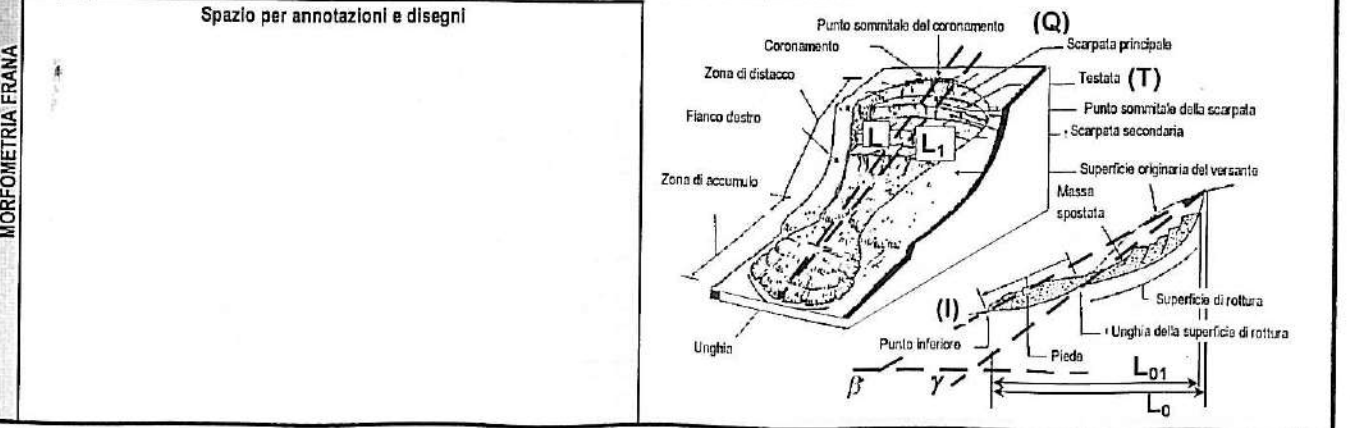 MORFOMETRIA FRANA
Spazio per annotazioni e disegni
Punto sommitale del coronamento (Q)
Coronamento
Scarpata principale
Zona di distacco
Testata (T)
Fianco destro
Punto sommitale della scarpata
Scarpata secondaria
L
L1
Zona di accumulo
Superficie originaria del versante
Massa
spostata
(I)
Superficie di rottura
Unghia della superficie di rottura
Unghia
Punto inferiore
Piede
β
γ
L01
L0